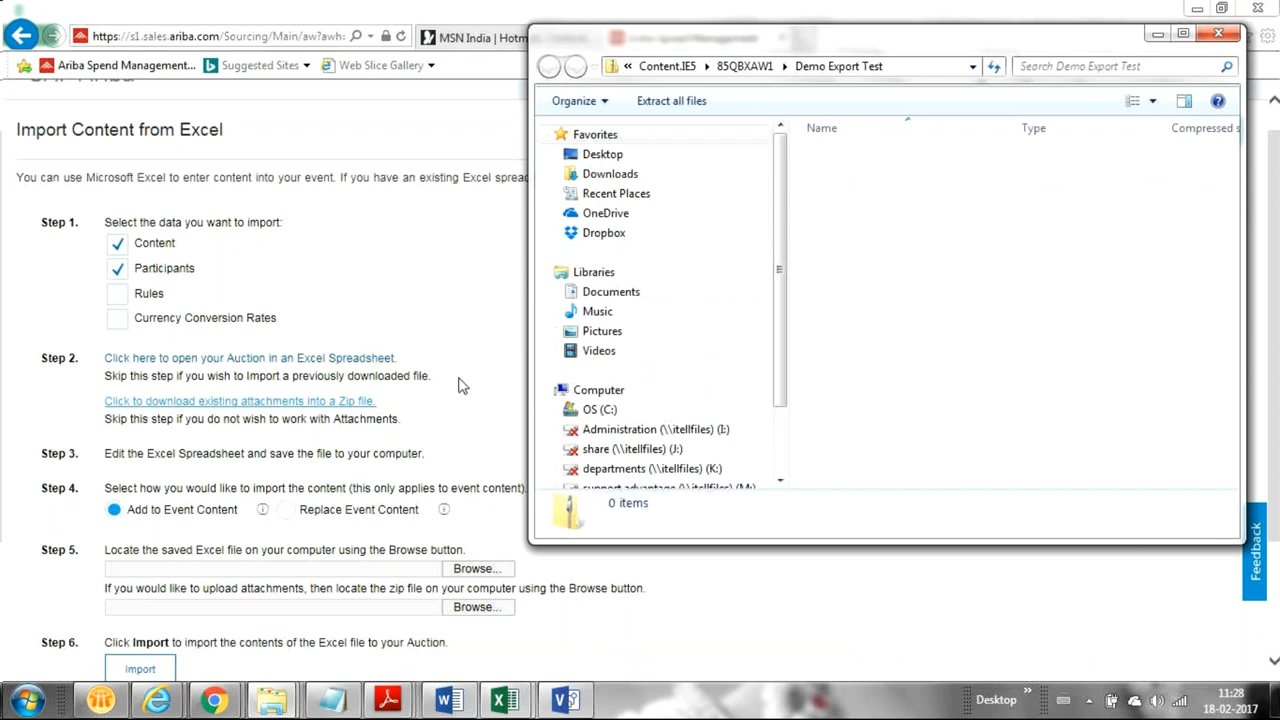 https://s1.sales.ariba.com/Sourcing/Main/aw?awh:
MSN India | Hotm
Ariba Spend Management...
Suggested Sites
Web Slice Gallery
Import Content from Excel
You can use Microsoft Excel to enter content into your event. If you have an existing Excel spread
Step 1. Select the data you want to import:
Content
Participants
Rules
Currency Conversion Rates
Step 2. Click here to open your Auction in an Excel Spreadsheet.
Skip this step if you wish to Import a previously downloaded file.
Click to download existing attachments into a Zip file.
Skip this step if you do not wish to work with Attachments.
Step 3. Edit the Excel Spreadsheet and save the file to your computer.
Step 4. Select how you would like to import the content (this only applies to event content).
Add to Event Content
Replace Event Content
Step 5. Locate the saved Excel file on your computer using the Browse button.
Browse...
If you would like to upload attachments, then locate the zip file on your computer using the Browse button.
Browse...
Step 6. Click Import to import the contents of the Excel file to your Auction.
Import
Content.IE5
85QBXAW1
Demo Export Test
Search Demo Export Test
Organize
Extract all files
Name
Type
Compressed s
Favorites
Desktop
Downloads
Recent Places
OneDrive
Dropbox
Libraries
Documents
Music
Pictures
Videos
Computer
OS (C:)
Administration (\\itellfiles) (I:)
share (\\itellfiles) (J:)
departments (\\itellfiles) (K:)
support advantage (\\itellfiles) (M:)
0 items
Feedback
Desktop
11:28
18-02-2017